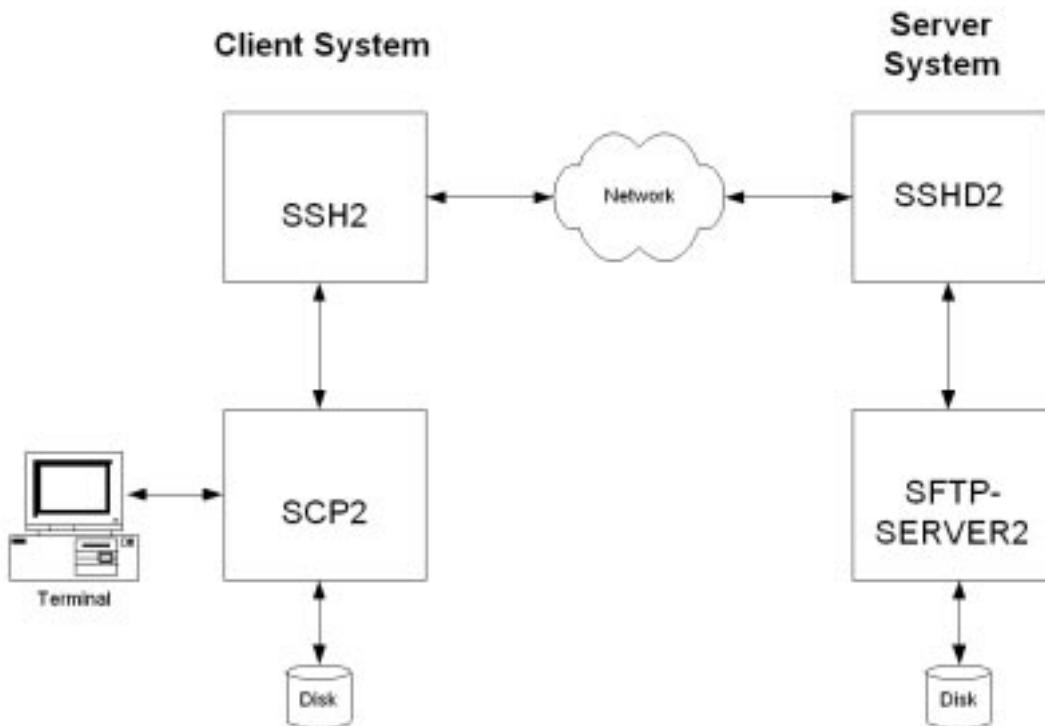 Client System
Server
System
SSH2
Network
SSHD2
SCP2
SFTP-
SERVER2
Terminal
Disk
Disk